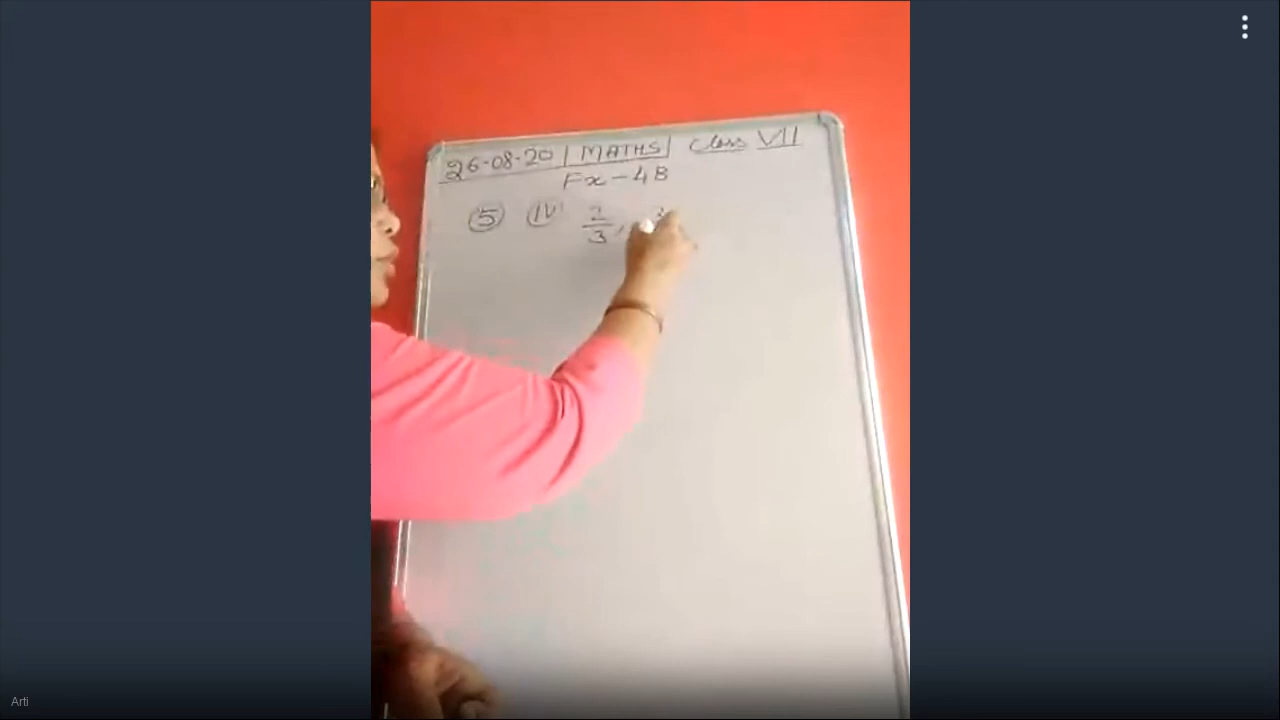 26-08-20 | MATHS | Class VII
Ex - 4B
⑤ (IV) 2/3,
Arti